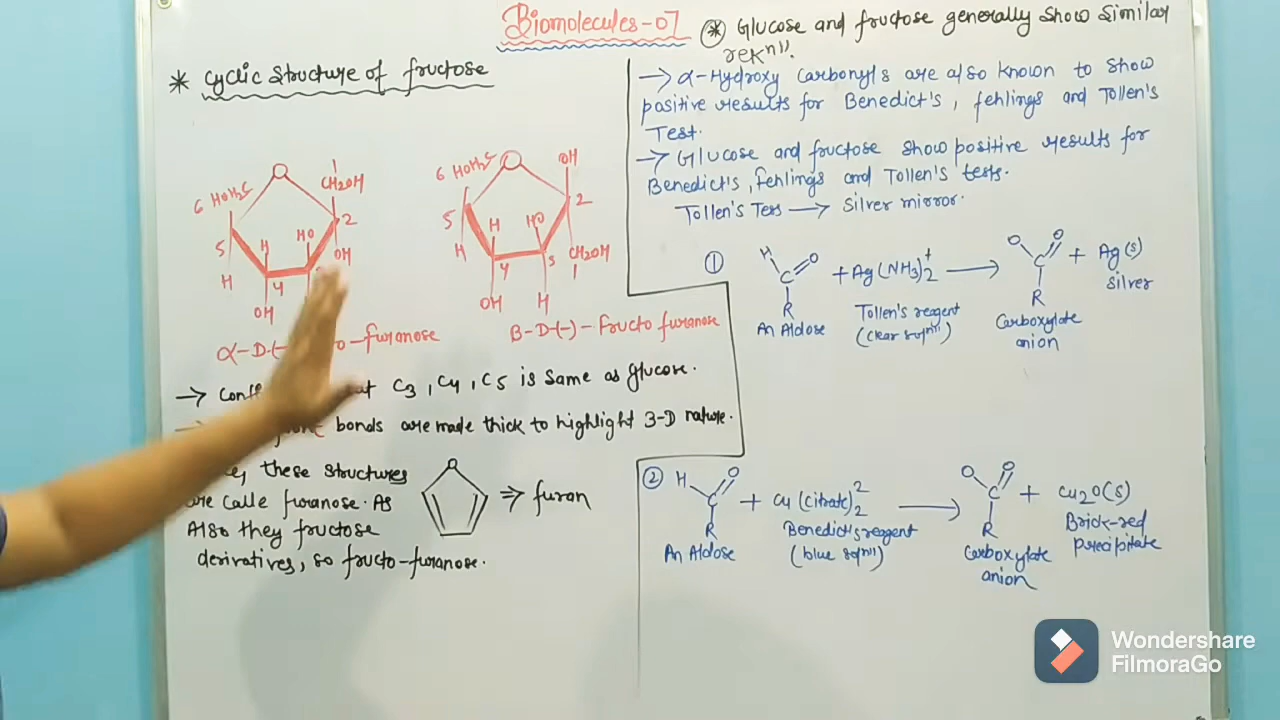 Biomolecules-07
* Glucose and fructose generally show similar
rexn!!
* Cyclic structure of fructose
6 HOH2C O CH2OH
5 2
H H HO OH
4
OH
6 HOH2C O OH
5 2
H H HO CH2OH
4 3
OH H
α-D-(-furanose
B-D-(-)-Fructo furanose
→ Conf C3, C4, C5 is same as glucose.
→ bonds are made thick to highlight 3-D nature.
these structures
are calle furanose. As
Also they fructose
derivatives, so fructo-furanose.
O ⇒ furan
→ α-Hydroxy Carbonyls are also known to show
positive results for Benedict's, fehlings and Tollen's
Test.
→ Glucose and fructose show positive results for
Benedict's, fehlings and Tollen's tests.
Tollen's Tess → Silver mirror.
① H C O R + Ag(NH3)2+ → O C O R + Ag(s)
An Aldose Tollen's reagent Carboxylate silver
(clear so/n!!) anion
② H C O R + Cu(citrate)2 2 → O C O R + Cu2O(s)
An Aldose Benedict's reagent Carboxylate Brick-red
(blue so/n!!) anion Precipitate
Wondershare
FilmoraGo